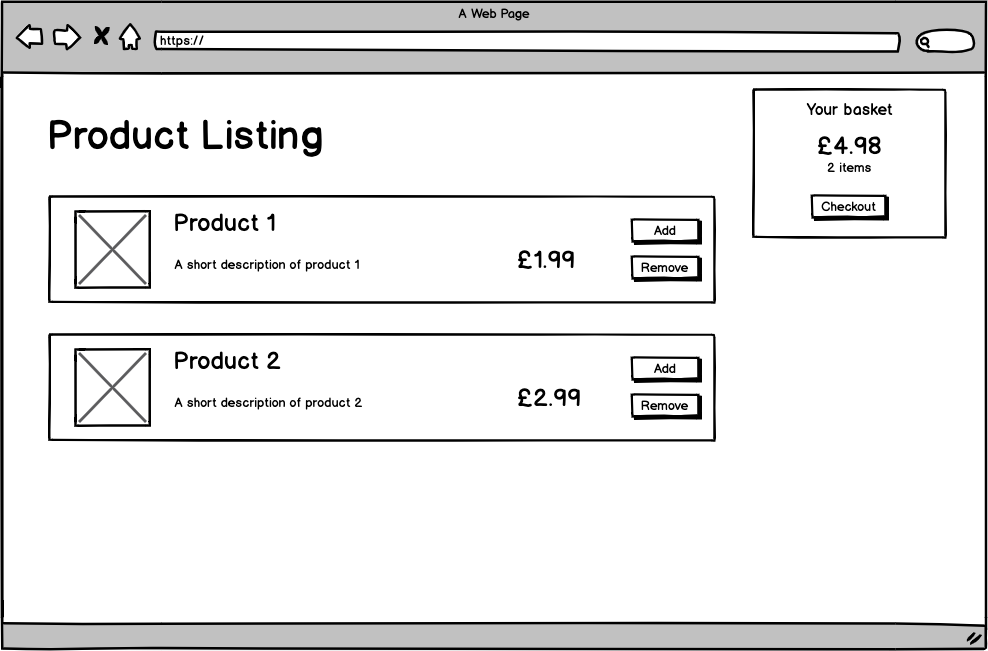 A Web Page
https://
Product Listing
Your basket
£4.98
2 items
Checkout
Product 1
A short description of product 1
£1.99
Add
Remove
Product 2
A short description of product 2
£2.99
Add
Remove